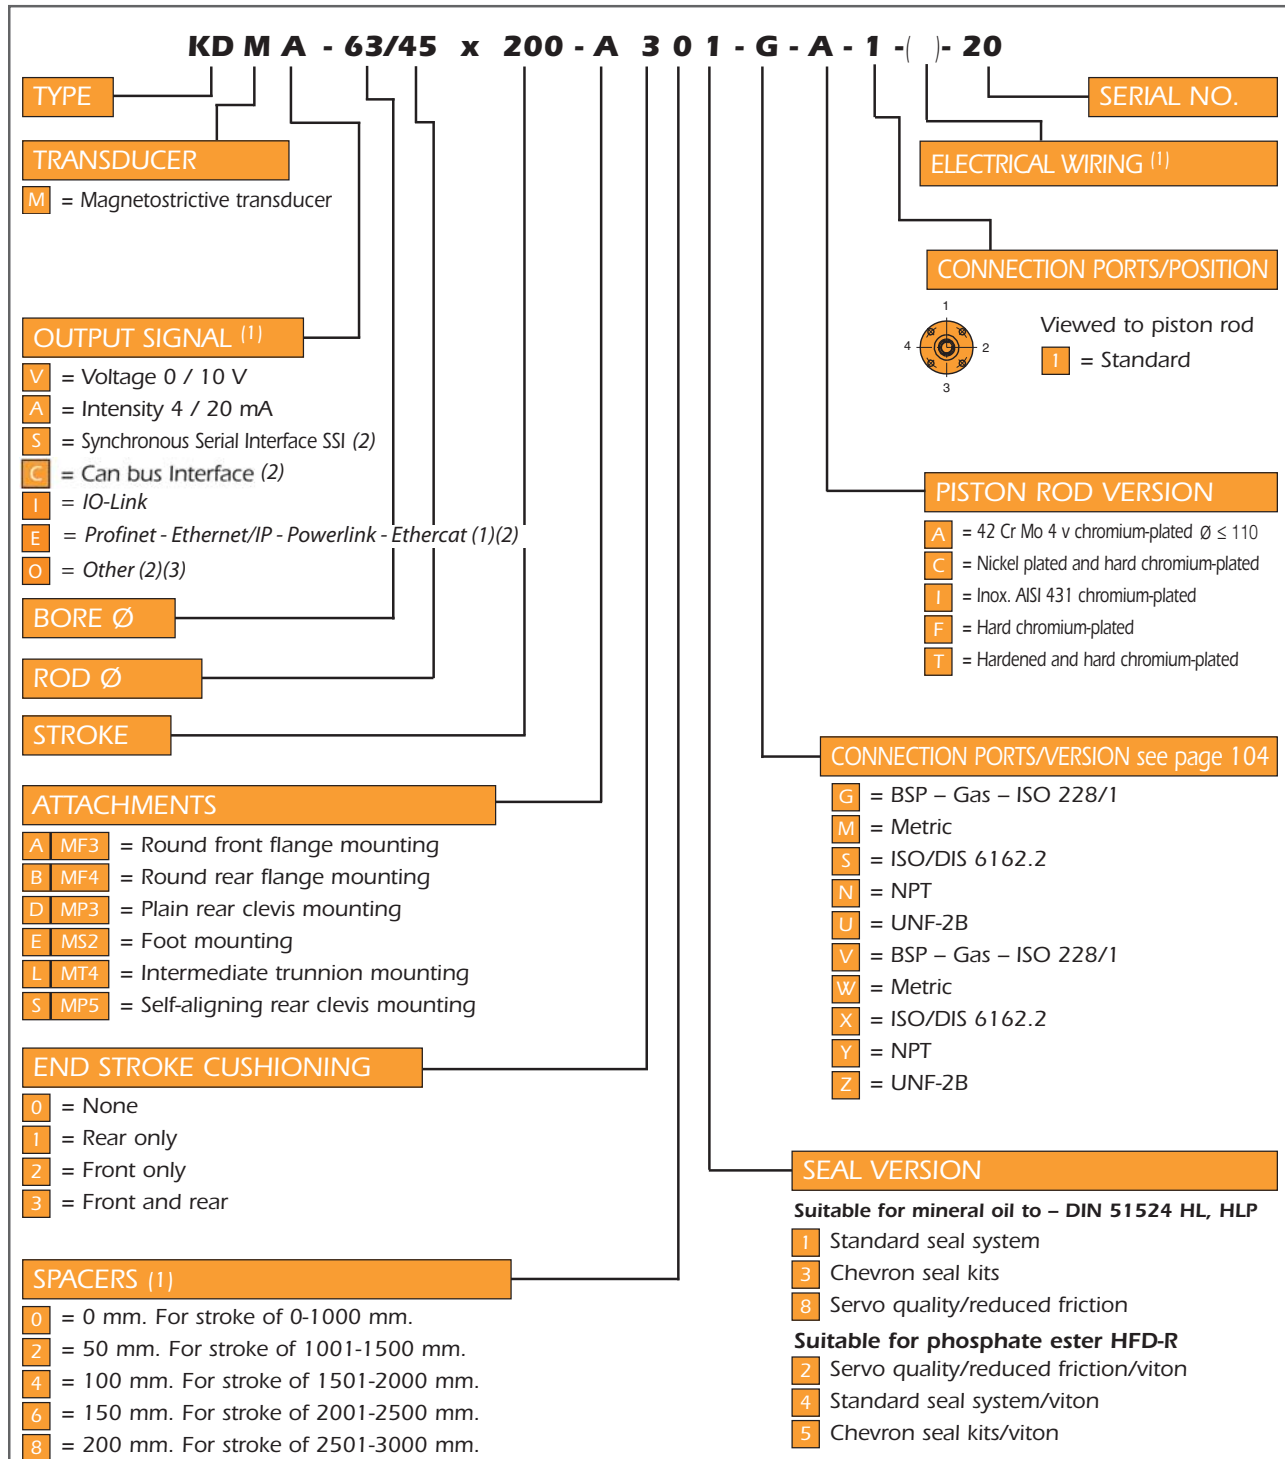 KD M A - 63/45 x 200 - A 3 0 1 - G - A - 1 -( )- 20
TYPE
SERIAL NO.
TRANSDUCER
M = Magnetostrictive transducer
ELECTRICAL WIRING (1)
CONNECTION PORTS/POSITION
1
2
3
4
Viewed to piston rod
1 = Standard
OUTPUT SIGNAL (1)
V = Voltage 0 / 10 V
A = Intensity 4 / 20 mA
S = Synchronous Serial Interface SSI (2)
C = Can bus Interface (2)
I = IO-Link
E = Profinet - Ethernet/IP - Powerlink - Ethercat (1)(2)
O = Other (2)(3)
PISTON ROD VERSION
A = 42 Cr Mo 4 v chromium-plated Ø ≤ 110
C = Nickel plated and hard chromium-plated
I = Inox. AISI 431 chromium-plated
F = Hard chromium-plated
T = Hardened and hard chromium-plated
BORE Ø
ROD Ø
STROKE
CONNECTION PORTS/VERSION see page 104
G = BSP – Gas – ISO 228/1
M = Metric
S = ISO/DIS 6162.2
N = NPT
U = UNF-2B
V = BSP – Gas – ISO 228/1
W = Metric
X = ISO/DIS 6162.2
Y = NPT
Z = UNF-2B
ATTACHMENTS
A MF3 = Round front flange mounting
B MF4 = Round rear flange mounting
D MP3 = Plain rear clevis mounting
E MS2 = Foot mounting
L MT4 = Intermediate trunnion mounting
S MP5 = Self-aligning rear clevis mounting
END STROKE CUSHIONING
0 = None
1 = Rear only
2 = Front only
3 = Front and rear
SEAL VERSION
Suitable for mineral oil to – DIN 51524 HL, HLP
1 Standard seal system
3 Chevron seal kits
8 Servo quality/reduced friction
Suitable for phosphate ester HFD-R
2 Servo quality/reduced friction/viton
4 Standard seal system/viton
5 Chevron seal kits/viton
SPACERS (1)
0 = 0 mm. For stroke of 0-1000 mm.
2 = 50 mm. For stroke of 1001-1500 mm.
4 = 100 mm. For stroke of 1501-2000 mm.
6 = 150 mm. For stroke of 2001-2500 mm.
8 = 200 mm. For stroke of 2501-3000 mm.